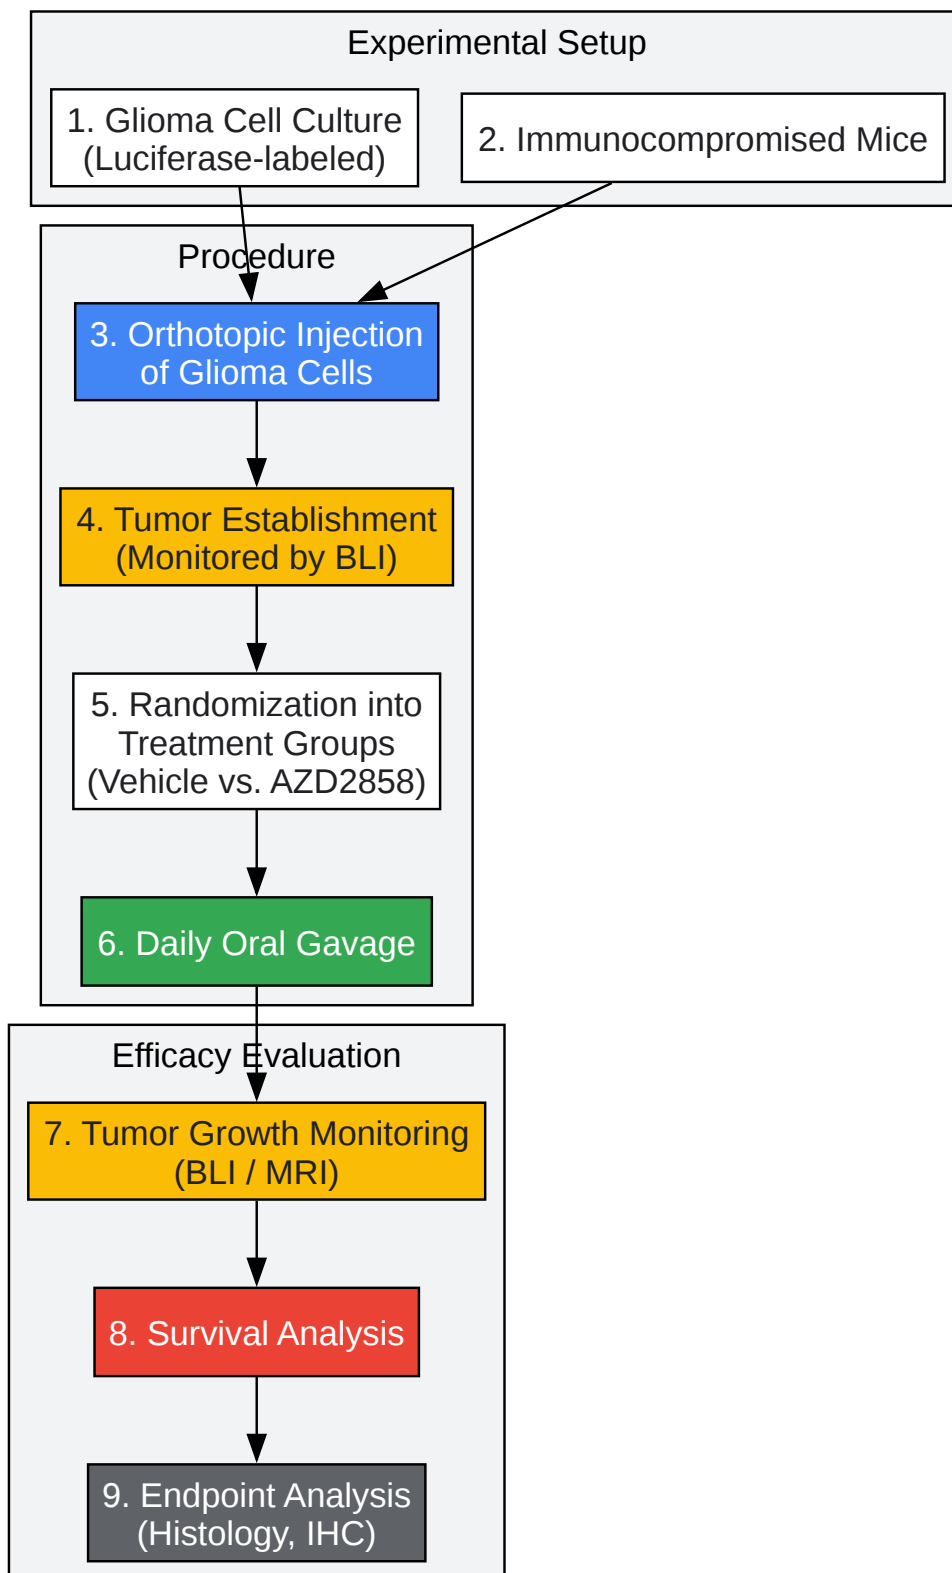 Experimental Setup
1. Glioma Cell Culture
(Luciferase-labeled)
2. Immunocompromised Mice
Procedure
3. Orthotopic Injection
of Glioma Cells
4. Tumor Establishment
(Monitored by BLI)
5. Randomization into
Treatment Groups
(Vehicle vs. AZD2858)
6. Daily Oral Gavage
Efficacy Evaluation
7. Tumor Growth Monitoring
(BLI / MRI)
8. Survival Analysis
9. Endpoint Analysis
(Histology, IHC)